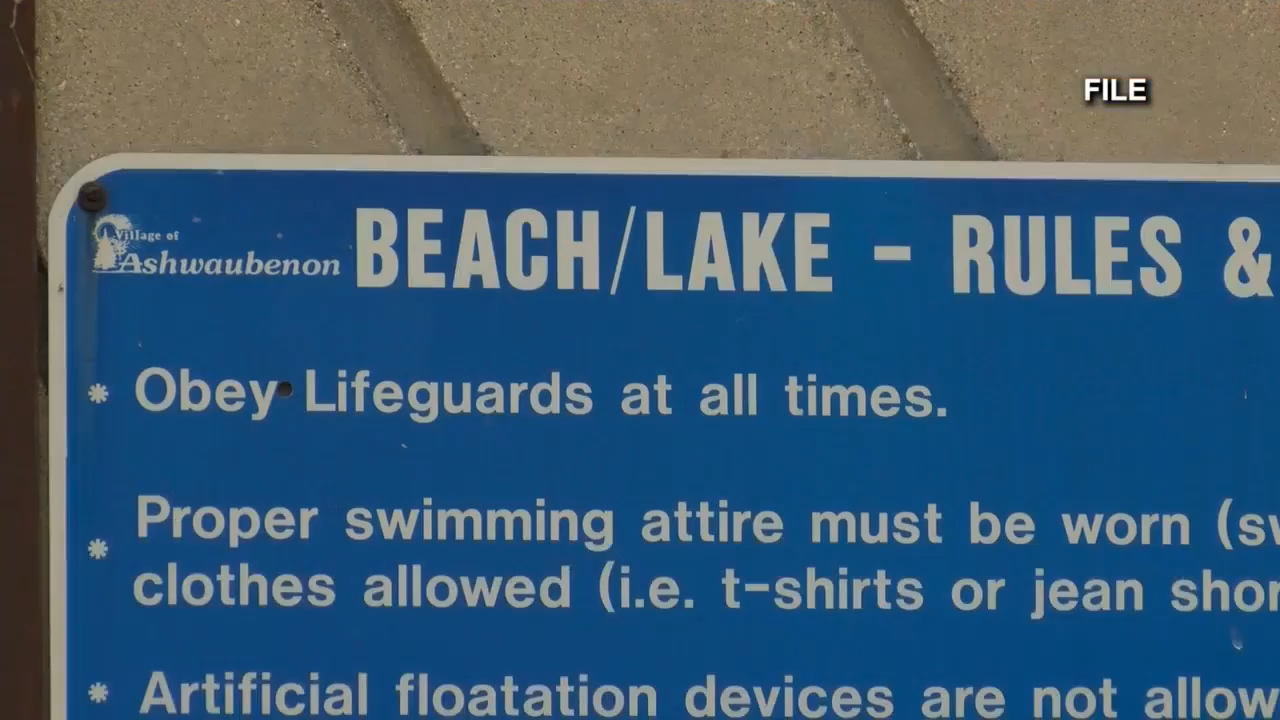 FILE
Village of
Ashwaubenon
BEACH/LAKE - RULES &
* Obey Lifeguards at all times.
* Proper swimming attire must be worn (sw
clothes allowed (i.e. t-shirts or jean shor
* Artificial floatation devices are not allow